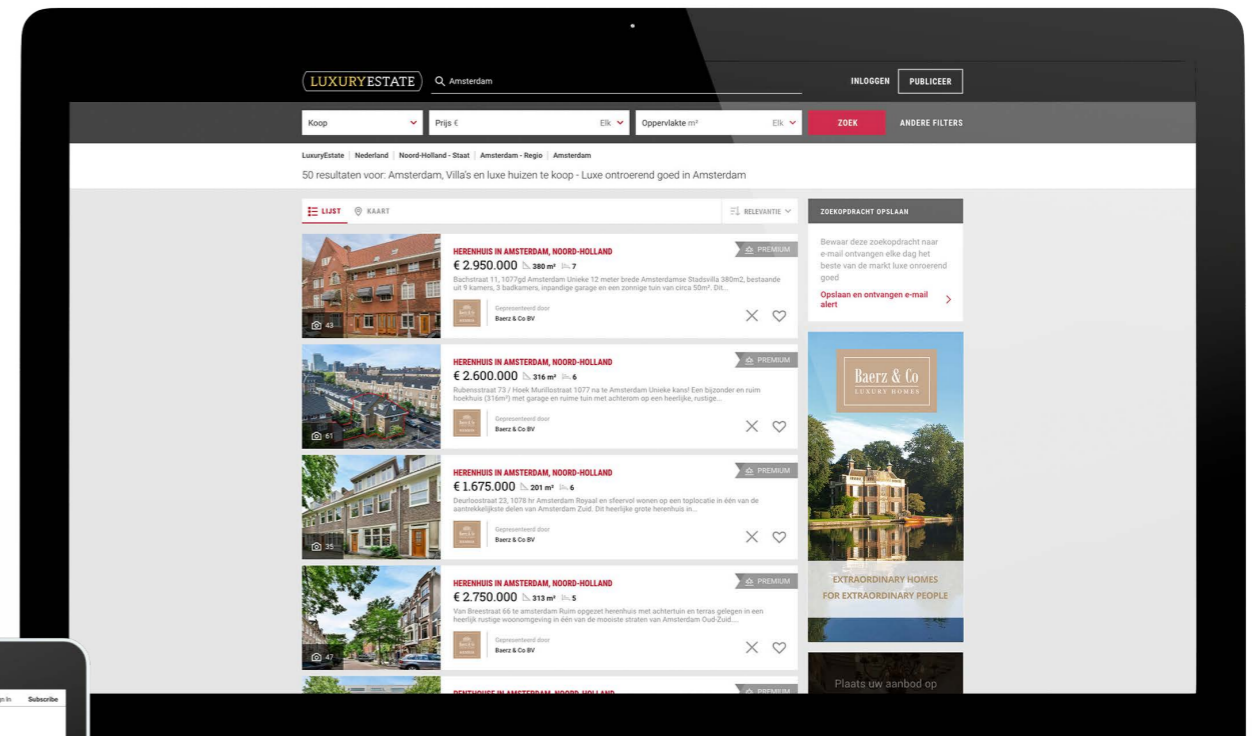 LUXURYESTATE
Amsterdam
INLOGGEN
PUBLICEER
Koop
Prijs €
Elk
Oppervlakte m²
Elk
ZOEK
ANDERE FILTERS
LuxuryEstate
Nederland
Noord-Holland - Staat
Amsterdam - Regio
Amsterdam
50 resultaten voor: Amsterdam, Villa's en luxe huizen te koop - Luxe ontroerend goed in Amsterdam
LIJST
KAART
RELEVANTIE
HERENHUIS IN AMSTERDAM, NOORD-HOLLAND
PREMIUM
€ 2.950.000 380 m² 7
Bachstraat 11, 1077gd Amsterdam Unieke 12 meter brede Amsterdamse Stadsvilla 380m2, bestaande
uit 9 kamers, 3 badkamers, inpandige garage en een zonnige tuin van circa 50m². Dit...
Gepresenteerd door
Baerz & Co BV
43
HERENHUIS IN AMSTERDAM, NOORD-HOLLAND
PREMIUM
€ 2.600.000 316 m² 6
Rubensstraat 73 / Hoek Murillostraat 1077 na te Amsterdam Unieke kans! Een bijzonder en ruim
hoekhuis (316m²) met garage en ruime tuin met achterom op een heerlijke, rustige...
Gepresenteerd door
Baerz & Co BV
61
HERENHUIS IN AMSTERDAM, NOORD-HOLLAND
PREMIUM
€ 1.675.000 201 m² 6
Deurloostraat 23, 1078 hr Amsterdam Royaal en sfeervol wonen op een toplocatie in één van de
aantrekkelijkste delen van Amsterdam Zuid. Dit heerlijke grote herenhuis in...
Gepresenteerd door
Baerz & Co BV
35
HERENHUIS IN AMSTERDAM, NOORD-HOLLAND
PREMIUM
€ 2.750.000 313 m² 5
Van Breestraat 66 te amsterdam Ruim opgezet herenhuis met achtertuin en terras gelegen in een
heerlijk rustige woonomgeving in één van de mooiste straten van Amsterdam Oud-Zuid....
Gepresenteerd door
Baerz & Co BV
47
PENTHOUSE IN AMSTERDAM, NOORD-HOLLAND
PREMIUM
ZOEKOPDRACHT OPSLAAN
Bewaar deze zoekopdracht naar
e-mail ontvangen elke dag het
beste van de markt luxe onroerend
goed
Opslaan en ontvangen e-mail
alert
Baerz & Co
LUXURY HOMES
EXTRAORDINARY HOMES
FOR EXTRAORDINARY PEOPLE
Plaats uw aanbod op
Subscribe